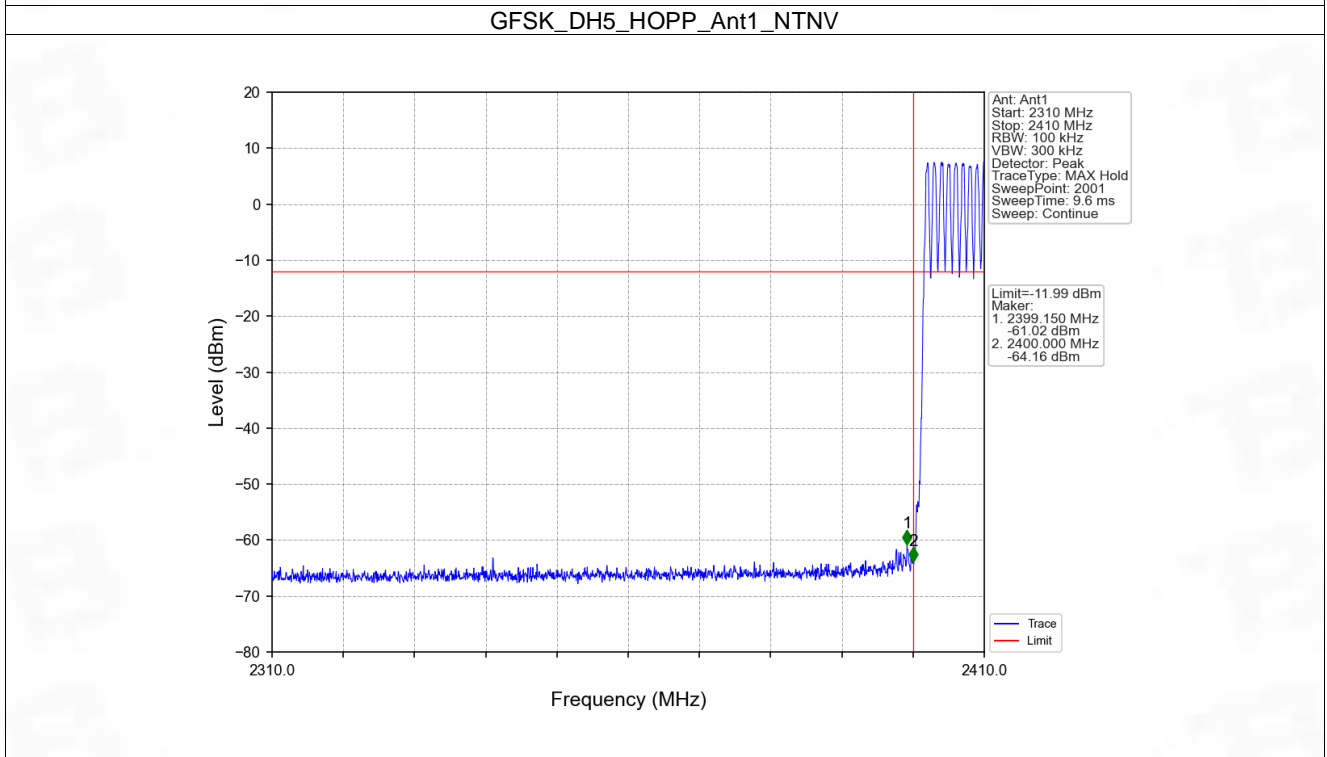 GFSK_DH5_HOPP_Ant1_NTNV
20
10
0
−10
−20
−30
−40
−50
−60
−70
−80
Level (dBm)
2310.0
2410.0
Frequency (MHz)
1
2
Ant: Ant1
Start: 2310 MHz
Stop: 2410 MHz
RBW: 100 kHz
VBW: 300 kHz
Detector: Peak
TraceType: MAX Hold
SweepPoint: 2001
SweepTime: 9.6 ms
Sweep: Continue
Limit=-11.99 dBm
Maker:
1. 2399.150 MHz
-61.02 dBm
2. 2400.000 MHz
-64.16 dBm
Trace
Limit